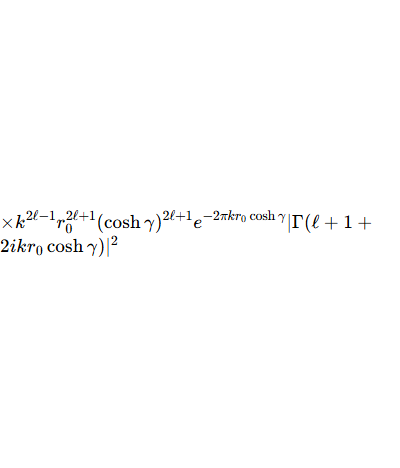 ×k^{2ℓ−1}r_0^{2ℓ+1}(cosh γ)^{2ℓ+1}e^{−2πkr_0 cosh γ}|Γ(ℓ + 1 +
2ikr_0 cosh γ)|^2